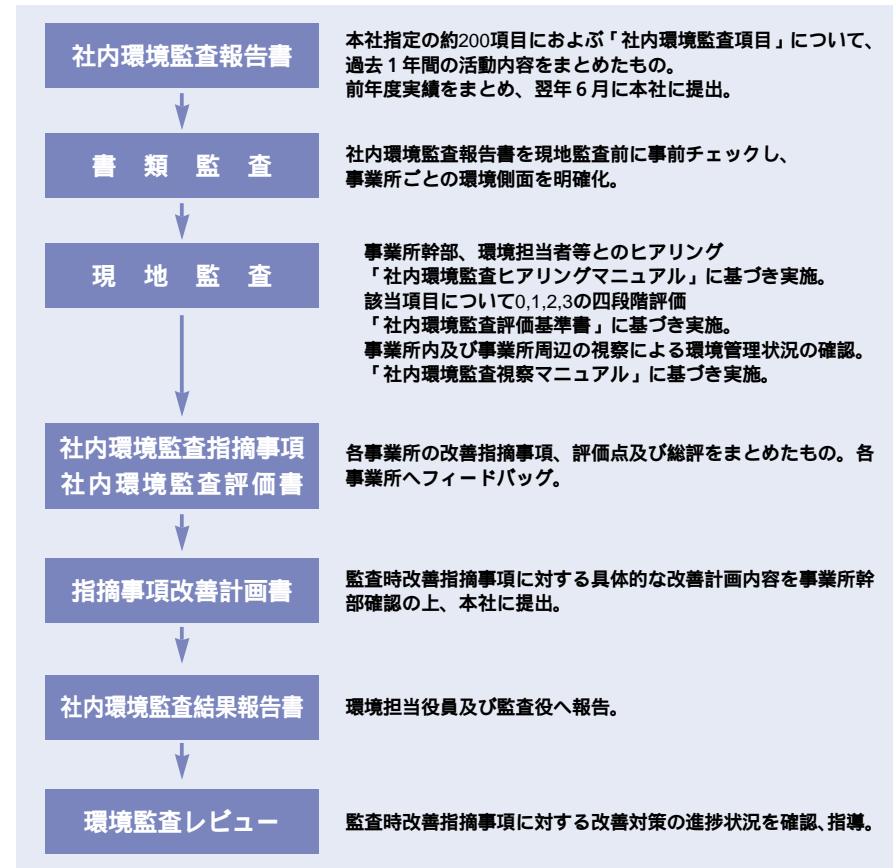 社内環境監査報告書
本社指定の約200項目におよぶ「社内環境監査項目」について、
過去1年間の活動内容をまとめたもの。
前年度実績をまとめ、翌年6月に本社に提出。
書類監査
社内環境監査報告書を現地監査前に事前チェックし、
事業所ごとの環境側面を明確化。
現地監査
事業所幹部、環境担当者等とのヒアリング
「社内環境監査ヒアリングマニュアル」に基づき実施。
該当項目について0,1,2,3の四段階評価
「社内環境監査評価基準書」に基づき実施。
事業所内及び事業所周辺の視察による環境管理状況の確認。
「社内環境監査視察マニュアル」に基づき実施。
社内環境監査指摘事項
社内環境監査評価書
各事業所の改善指摘事項、評価点及び総評をまとめたもの。各
事業所へフィードバッグ。
指摘事項改善計画書
監査時改善指摘事項に対する具体的な改善計画内容を事業所幹
部確認の上、本社に提出。
社内環境監査結果報告書
環境担当役員及び監査役へ報告。
環境監査レビュー
監査時改善指摘事項に対する改善対策の進捗状況を確認、指導。